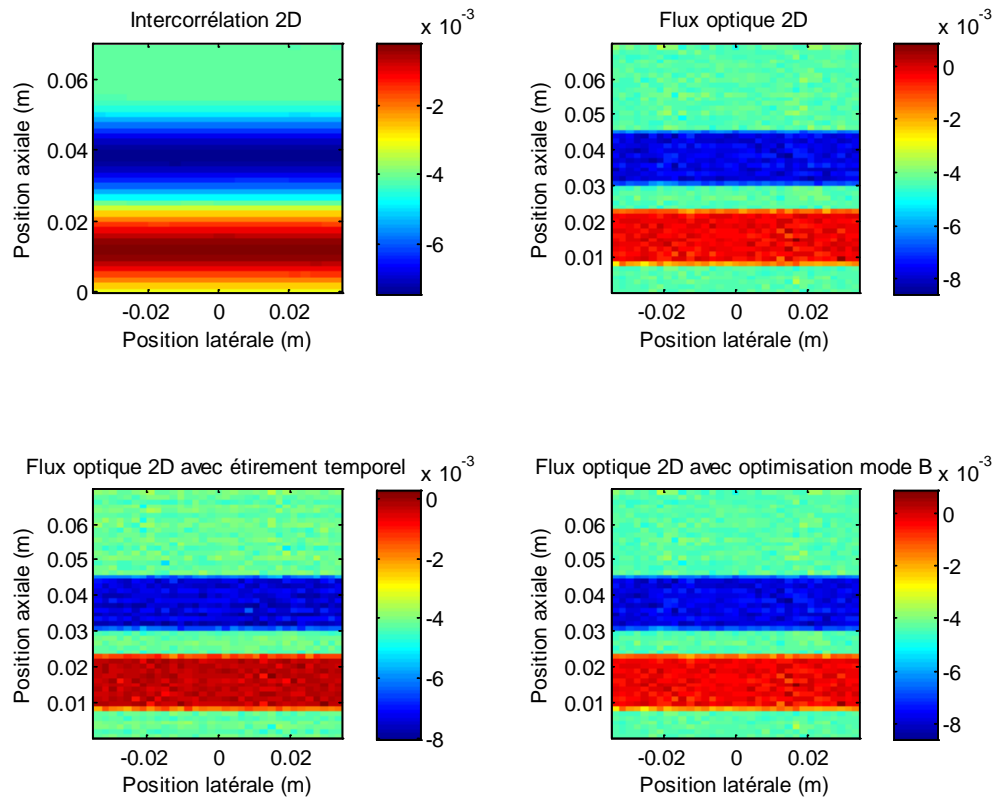 Intercorrélation 2D
x 10-3
Position axiale (m)
0.06
0.04
0.02
0
-0.02 0 0.02
Position latérale (m)
-2
-4
-6
Flux optique 2D
x 10-3
Position axiale (m)
0.06
0.05
0.04
0.03
0.02
0.01
-0.02 0 0.02
Position latérale (m)
0
-2
-4
-6
-8
Flux optique 2D avec étirement temporel
x 10-3
Position axiale (m)
0.06
0.05
0.04
0.03
0.02
0.01
-0.02 0 0.02
Position latérale (m)
0
-2
-4
-6
-8
Flux optique 2D avec optimisation mode B
x 10-3
Position axiale (m)
0.06
0.05
0.04
0.03
0.02
0.01
-0.02 0 0.02
Position latérale (m)
0
-2
-4
-6
-8